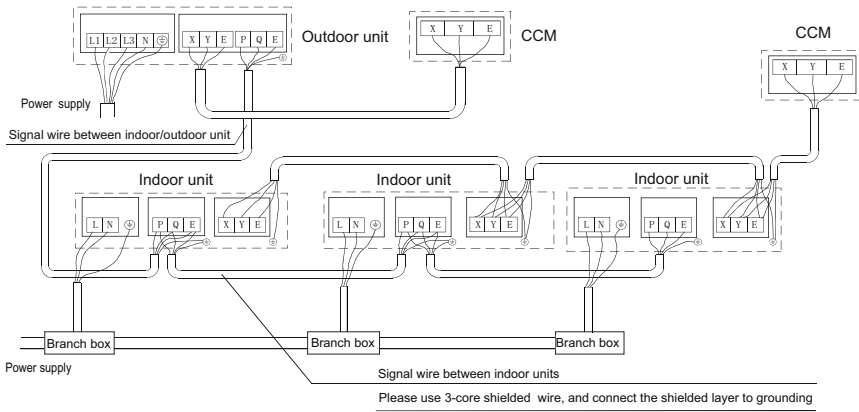 L1 L2 L3 N
X Y E
P Q E
Outdoor unit
X Y E
CCM
CCM
X Y E
Power supply
Signal wire between indoor/outdoor unit
Indoor unit
Indoor unit
Indoor unit
L N
P Q E
X Y E
L N
P Q E
X Y E
L N
P Q E
X Y E
Branch box
Branch box
Branch box
Power supply
Signal wire between indoor units
Please use 3-core shielded wire, and connect the shielded layer to grounding